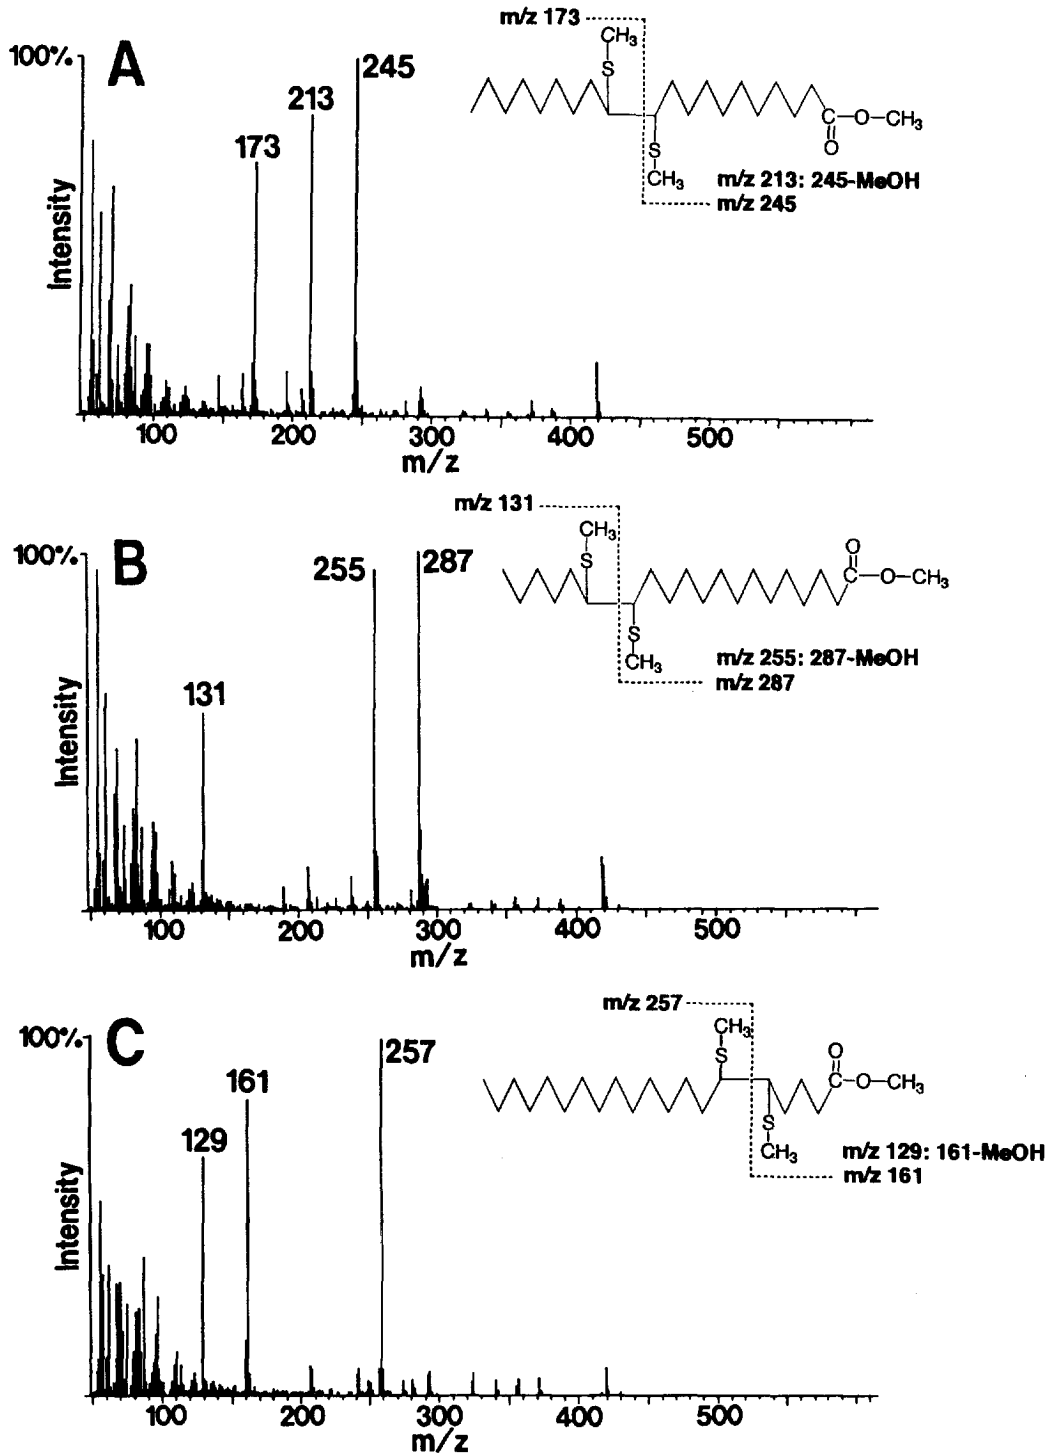 A
100%
Intensity
173
213
245
100
200
300
400
500
m/z
m/z 173
CH3
S
C-O-CH3
O
S
CH3
m/z 213: 245-MeOH
m/z 245
B
100%
Intensity
131
255
287
100
200
300
400
500
m/z
m/z 131
CH3
S
O
C-O-CH3
S
CH3
m/z 255: 287-MeOH
m/z 287
C
100%
Intensity
129
161
257
100
200
300
400
500
m/z
m/z 257
CH3
S
O
C-O-CH3
S
CH3
m/z 129: 161-MeOH
m/z 161